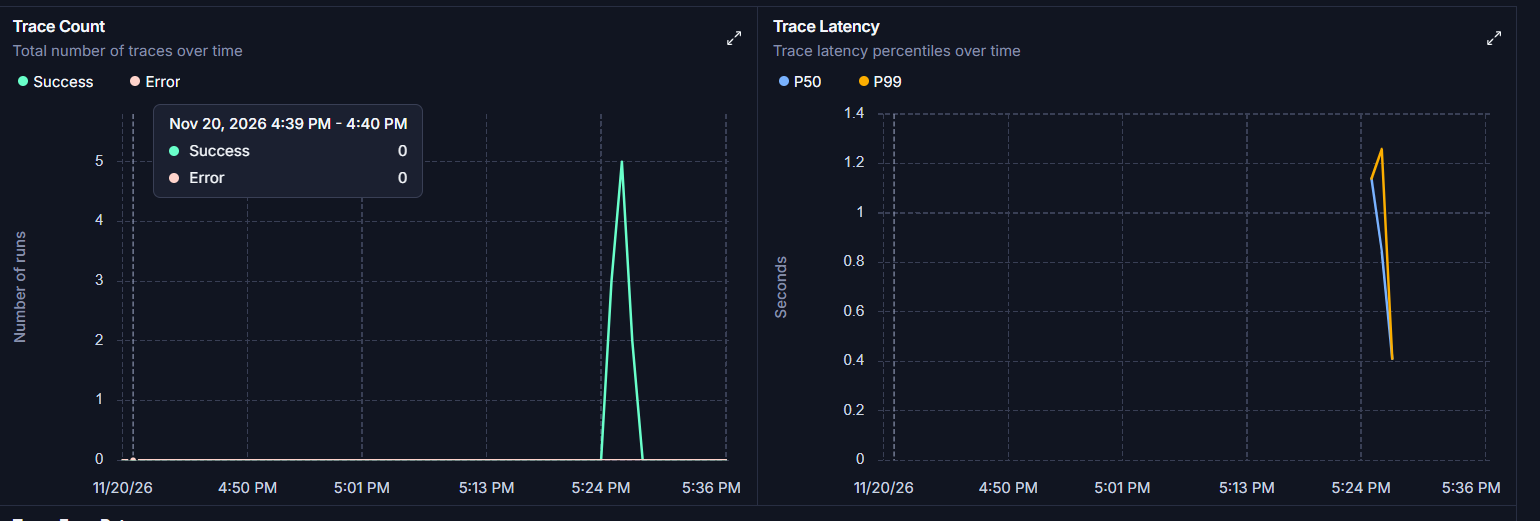 Trace Count
Total number of traces over time
Success Error
Nov 20, 2026 4:39 PM - 4:40 PM
Success 0
Error 0
Number of runs
5
4
3
2
1
0
11/20/26 4:50 PM 5:01 PM 5:13 PM 5:24 PM 5:36 PM
Trace Latency
Trace latency percentiles over time
P50 P99
Seconds
1.4
1.2
1
0.8
0.6
0.4
0.2
0
11/20/26 4:50 PM 5:01 PM 5:13 PM 5:24 PM 5:36 PM